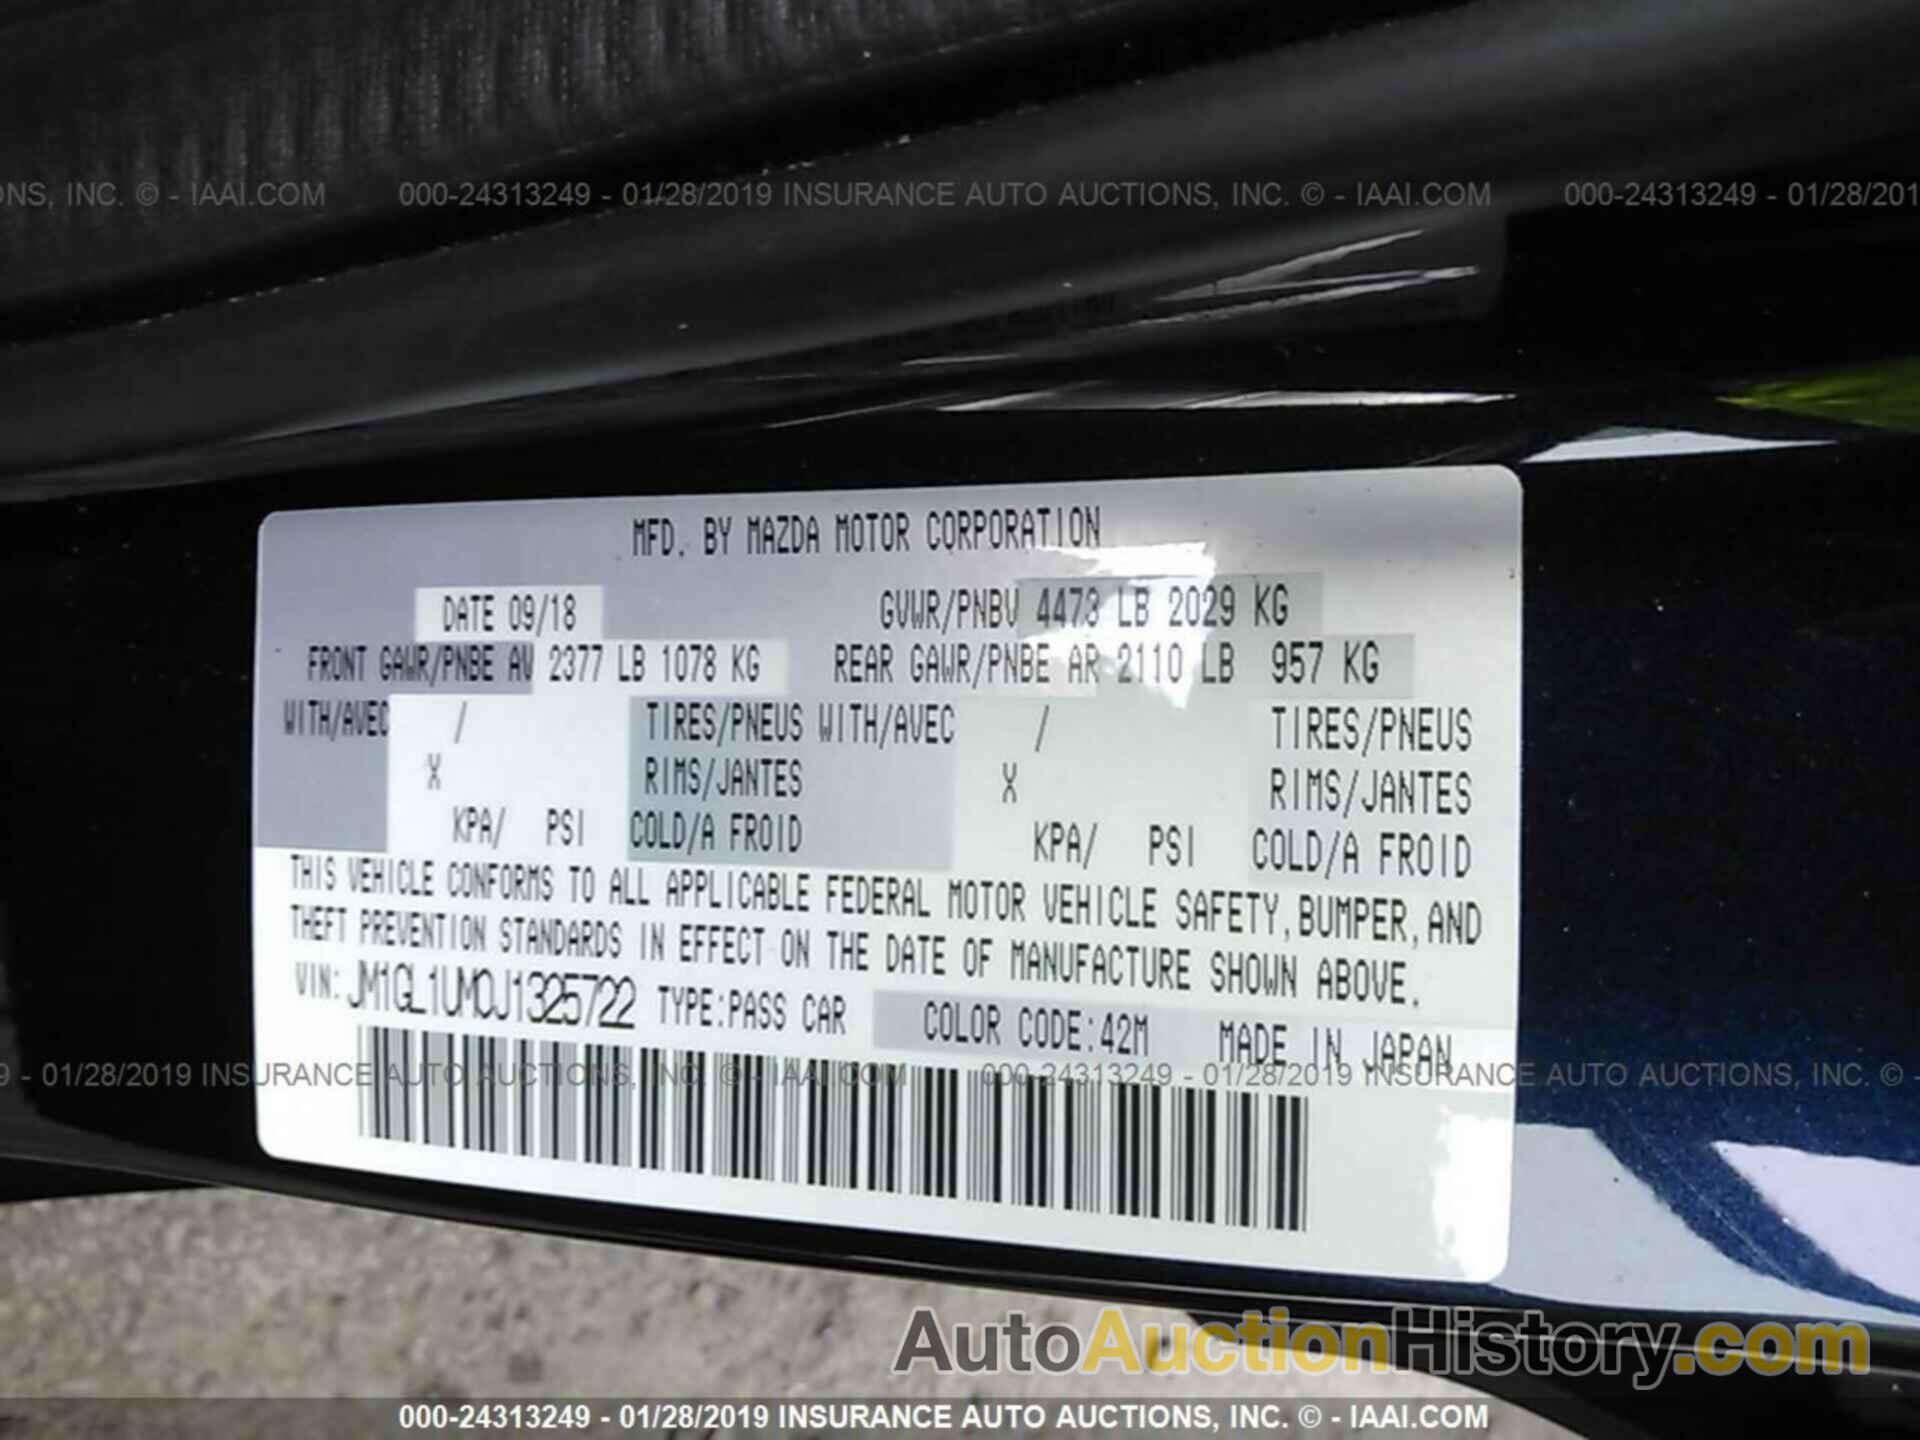 ONS, INC. © - IAAI.COM 000-24313249 - 01/28/2019 INSURANCE AUTO AUCTIONS, INC. © - IAAI.COM 000-24313249 - 01/28/2019
MFD. BY MAZDA MOTOR CORPORATION
DATE 09/18 GVWR/PNBV 4473 LB 2029 KG
FRONT GAWR/PNBE AV 2377 LB 1078 KG REAR GAWR/PNBE AR 2110 LB 957 KG
WITH/AVEC / TIRES/PNEUS WITH/AVEC / TIRES/PNEUS
X RIMS/JANTES X RIMS/JANTES
KPA/ PSI COLD/A FROID KPA/ PSI COLD/A FROID
THIS VEHICLE CONFORMS TO ALL APPLICABLE FEDERAL MOTOR VEHICLE SAFETY, BUMPER, AND
THEFT PREVENTION STANDARDS IN EFFECT ON THE DATE OF MANUFACTURE SHOWN ABOVE.
VIN: JM1GL1UM0J1325722 TYPE:PASS CAR COLOR CODE:42M MADE IN JAPAN
9 - 01/28/2019 INSURANCE AUTO AUCTIONS, INC. © - IAAI.COM 000-24313249 - 01/28/2019 INSURANCE AUTO AUCTIONS, INC. © -
AutoAuctionHistory.com
000-24313249 - 01/28/2019 INSURANCE AUTO AUCTIONS, INC. © - IAAI.COM